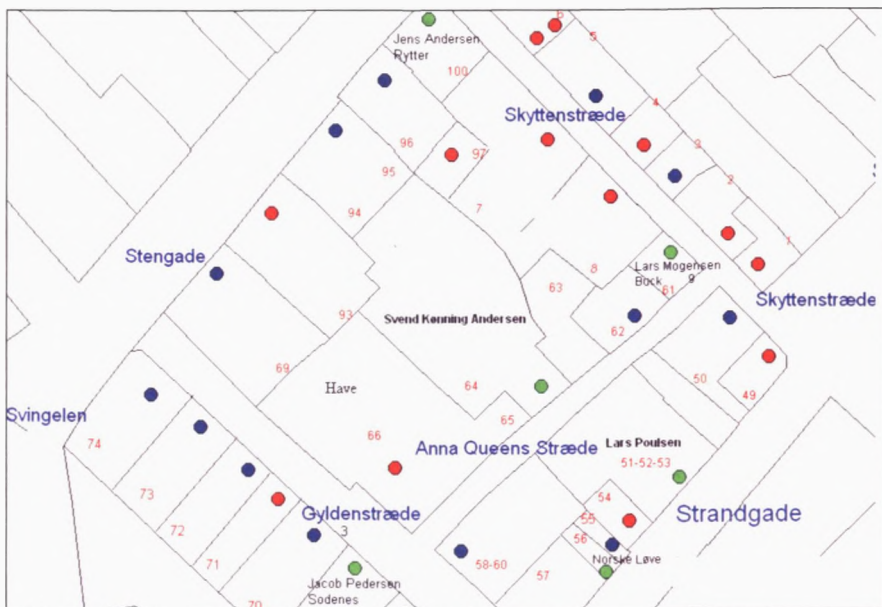 6
5
Jens Andersen
Rytter
100
4
Skyttenstræde
3
96
97
95
2
7
94
1
Stengade
8
Lars Mogensen
Bock 9
61
63
Skyttenstræde
93
Svend Kønning Andersen
62
69
Have
64
50
49
65
Svingelen
74
66
Anna Queens Stræde
Lars Poulsen
51-52-53
73
54
Strandgade
Gyldenstræde
3
55
72
56
71
58-60
Norske Løve
57
Jacob Pedersen
Sodenes
70